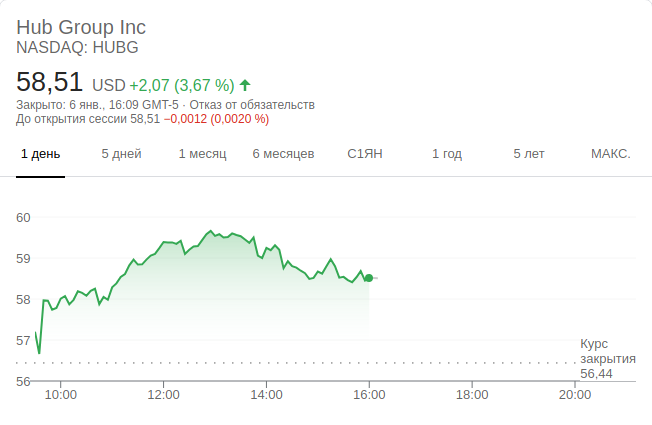 Hub Group Inc
NASDAQ: HUBG
58,51 USD +2,07 (3,67 %)
Закрыто: 6 янв., 16:09 GMT-5 · Отказ от обязательств
До открытия сессии 58,51 −0,0012 (0,0020 %)
1 день 5 дней 1 месяц 6 месяцев С1ЯН 1 год 5 лет МАКС.
60
59
58
57
56
Курс
закрытия
56,44
10:00 12:00 14:00 16:00 18:00 20:00